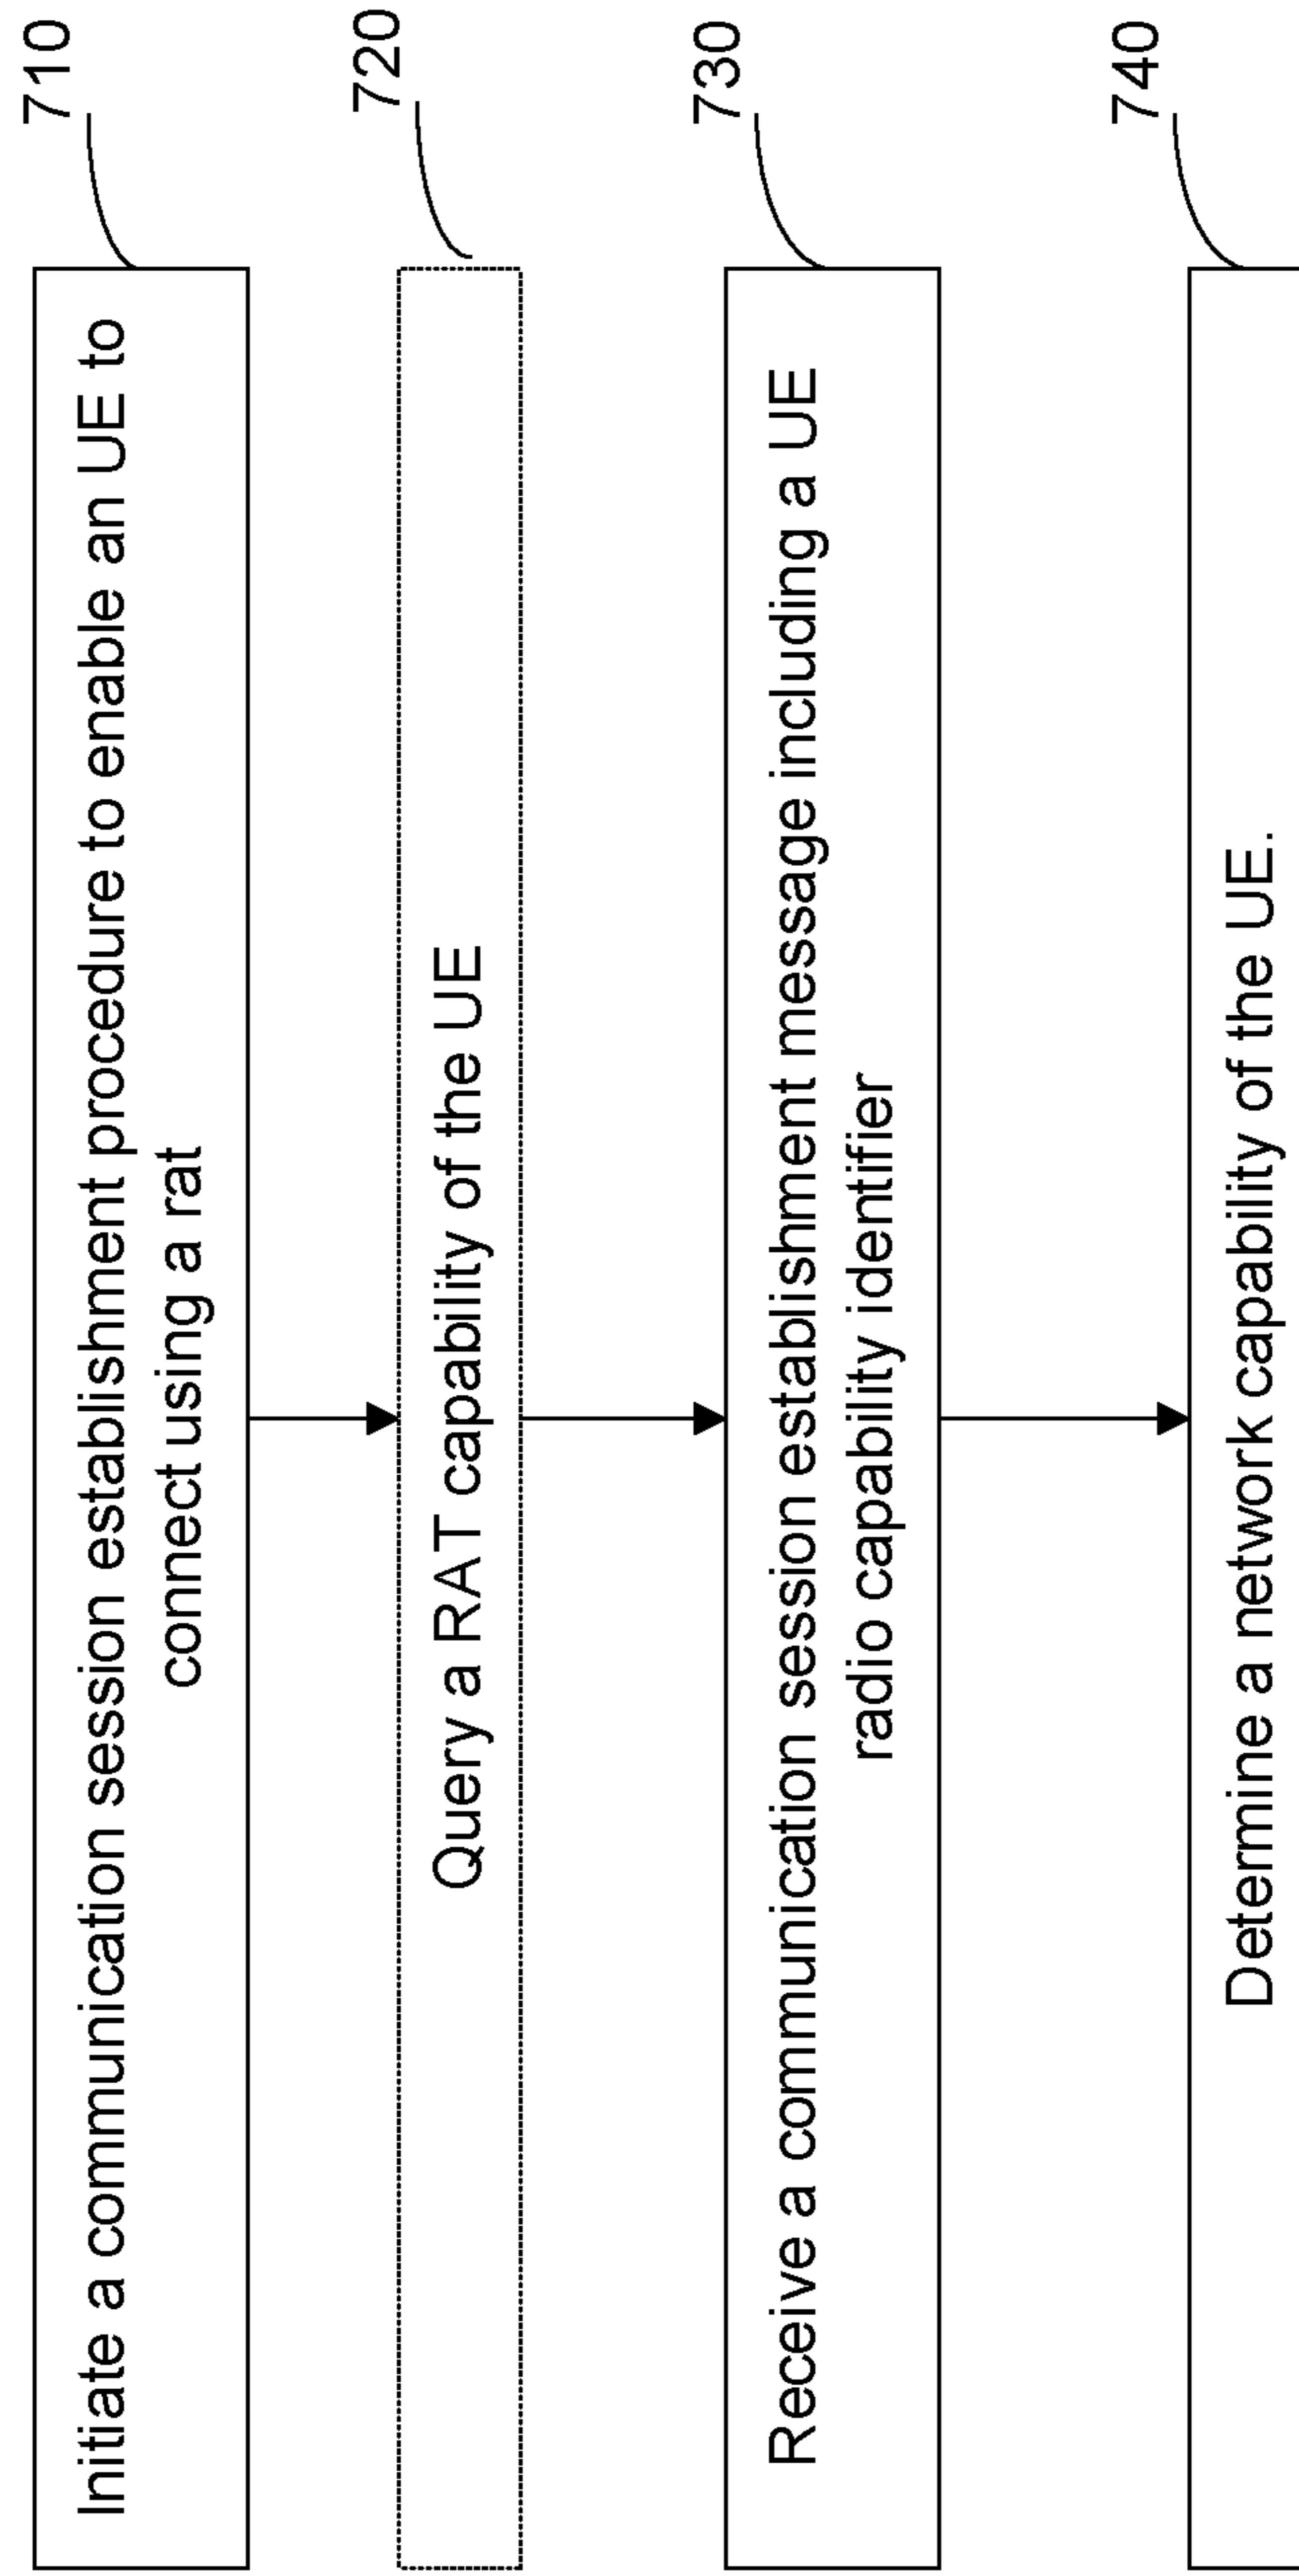 710
Initiate a communication session establishment procedure to enable an UE to
connect using a rat
720
Query a RAT capability of the UE
730
Receive a communication session establishment message including a UE
radio capability identifier
740
Determine a network capability of the UE.